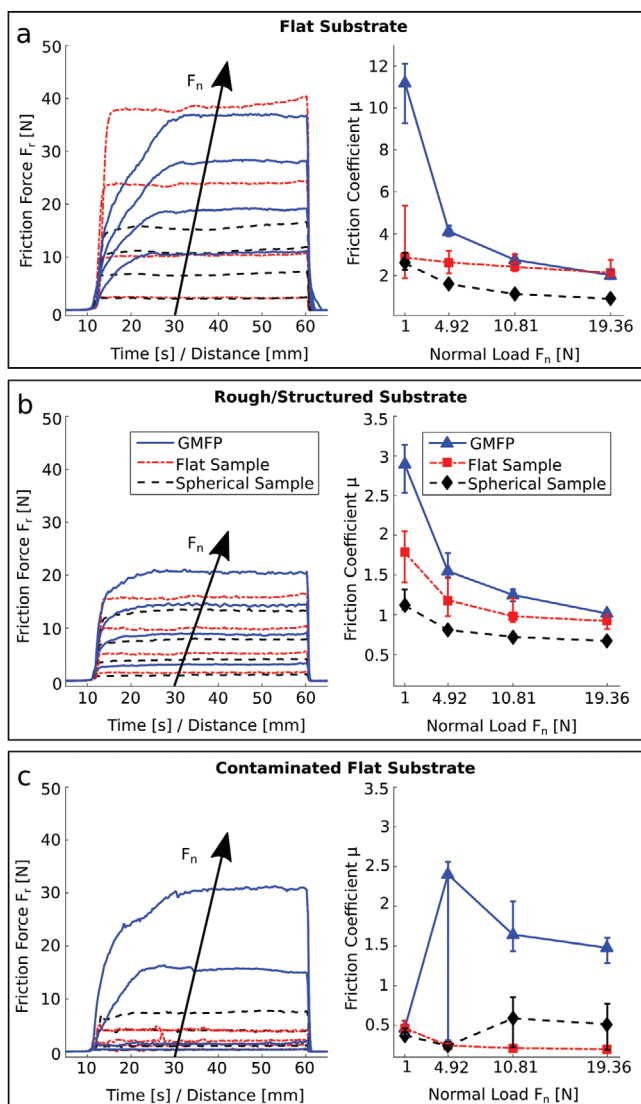 a
Flat Substrate
50
40
30
20
10
0
Friction Force Fr [N]
Fn
10 20 30 40 50 60
Time [s] / Distance [mm]
12
10
8
6
4
2
Friction Coefficient µ
1 4.92 10.81 19.36
Normal Load Fn [N]
b
Rough/Structured Substrate
50
40
30
20
10
0
Friction Force Fr [N]
GMFP
Flat Sample
Spherical Sample
Fn
10 20 30 40 50 60
Time [s] / Distance [mm]
3.5
3
2.5
2
1.5
1
0.5
Friction Coefficient µ
GMFP
Flat Sample
Spherical Sample
1 4.92 10.81 19.36
Normal Load Fn [N]
c
Contaminated Flat Substrate
50
40
30
20
10
0
Friction Force Fr [N]
Fn
10 20 30 40 50 60
Time [s] / Distance [mm]
3.5
3
2.5
2
1.5
1
0.5
Friction Coefficient µ
1 4.92 10.81 19.36
Normal Load Fn [N]